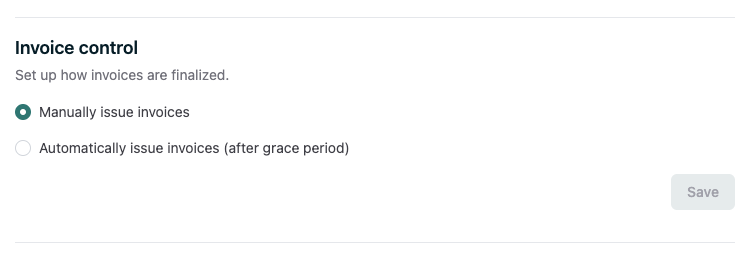 Invoice control
Set up how invoices are finalized.
Manually issue invoices
Automatically issue invoices (after grace period)
Save